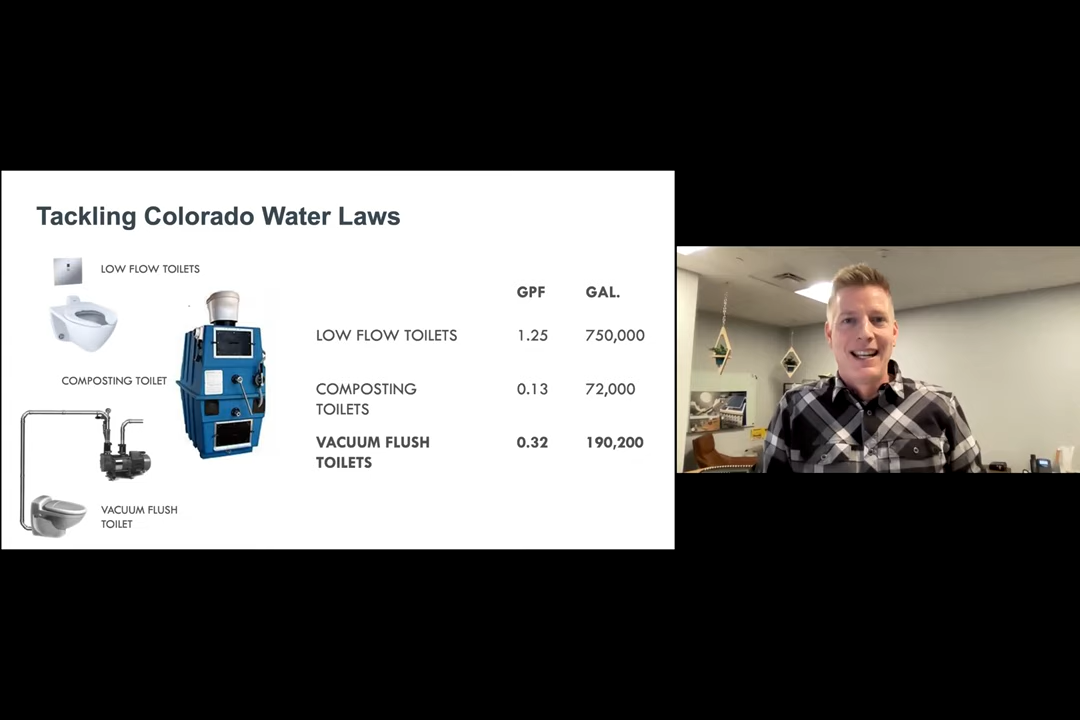 Tackling Colorado Water Laws
LOW FLOW TOILETS
COMPOSTING TOILET
VACUUM FLUSH
TOILET
GPF GAL.
LOW FLOW TOILETS 1.25 750,000
COMPOSTING 0.13 72,000
TOILETS
VACUUM FLUSH 0.32 190,200
TOILETS